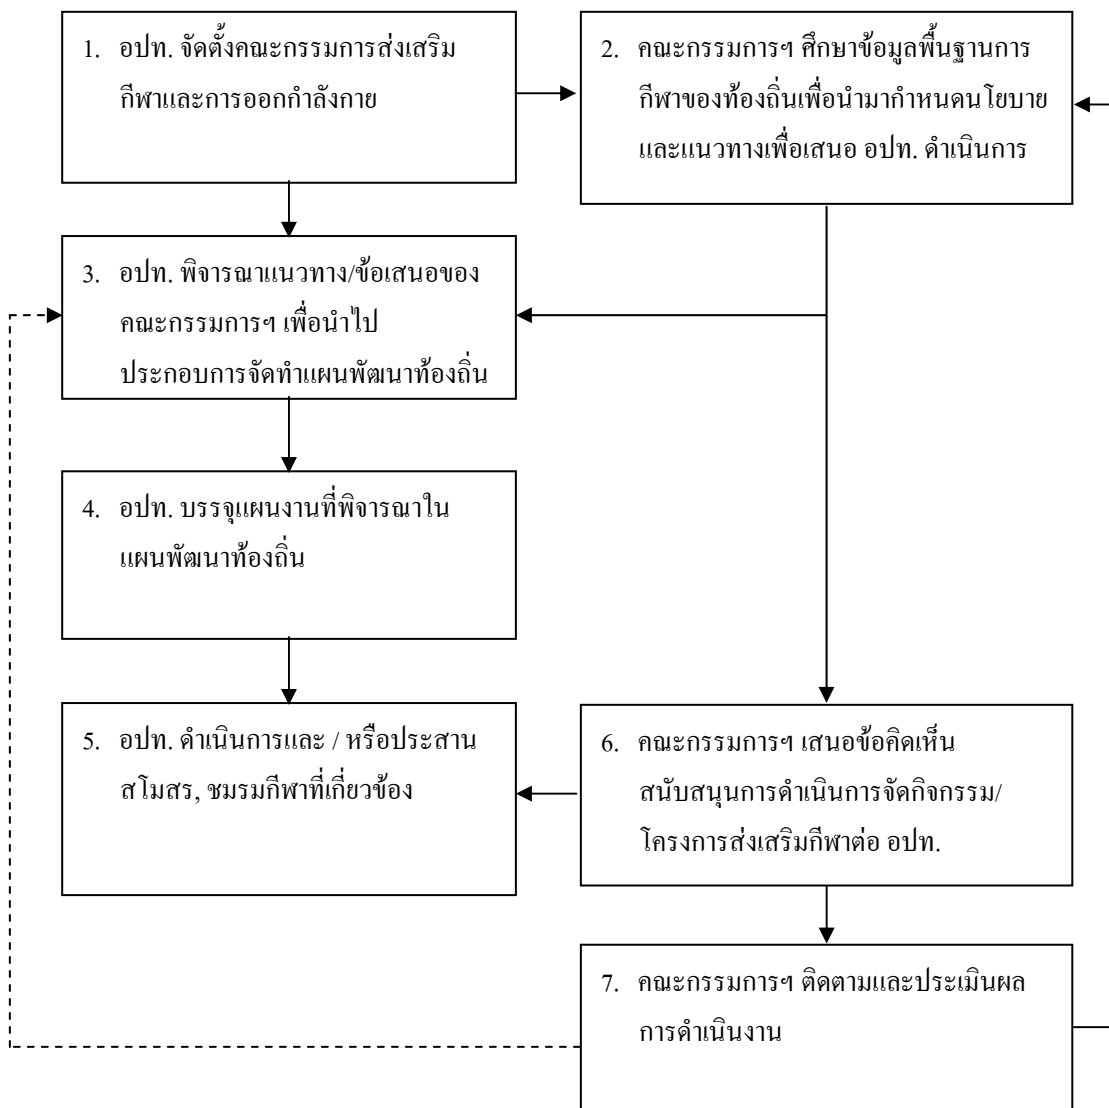 1. อปท. จัดตั้งคณะกรรมการส่งเสริม
กีฬาและการออกกำลังกาย
2. คณะกรรมการฯ ศึกษาข้อมูลพื้นฐานการ
กีฬาของท้องถิ่นเพื่อนำมากำหนดนโยบาย
และแนวทางเพื่อเสนอ อปท. ดำเนินการ
3. อปท. พิจารณาแนวทาง/ข้อเสนอของ
คณะกรรมการฯ เพื่อนำไป
ประกอบการจัดทำแผนพัฒนาท้องถิ่น
4. อปท. บรรจุแผนงานที่พิจารณาใน
แผนพัฒนาท้องถิ่น
5. อปท. ดำเนินการและ / หรือประสาน
สโมสร, ชมรมกีฬาที่เกี่ยวข้อง
6. คณะกรรมการฯ เสนอข้อคิดเห็น
สนับสนุนการดำเนินการจัดกิจกรรม/
โครงการส่งเสริมกีฬาต่อ อปท.
7. คณะกรรมการฯ ติดตามและประเมินผล
การดำเนินงาน